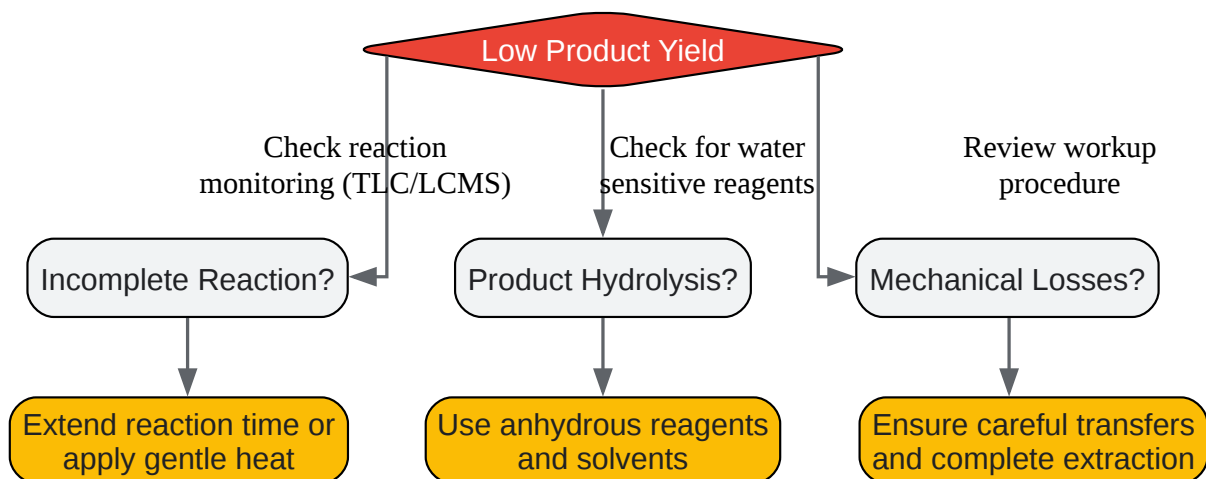 Low Product Yield
Check reaction
monitoring (TLC/LCMS)
Check for water
sensitive reagents
Review workup
procedure
Incomplete Reaction?
Product Hydrolysis?
Mechanical Losses?
Extend reaction time or
apply gentle heat
Use anhydrous reagents
and solvents
Ensure careful transfers
and complete extraction